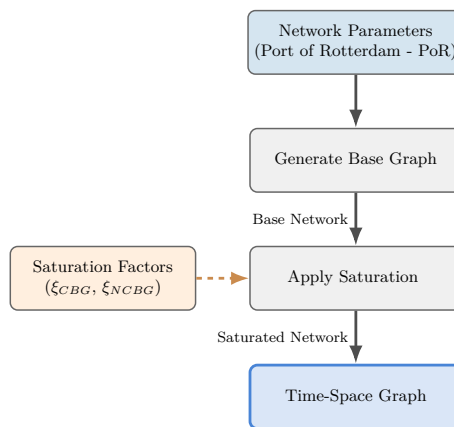 Network Parameters
(Port of Rotterdam - PoR)
Generate Base Graph
Base Network
Saturation Factors
(ξCBG, ξNCBG)
Apply Saturation
Saturated Network
Time-Space Graph